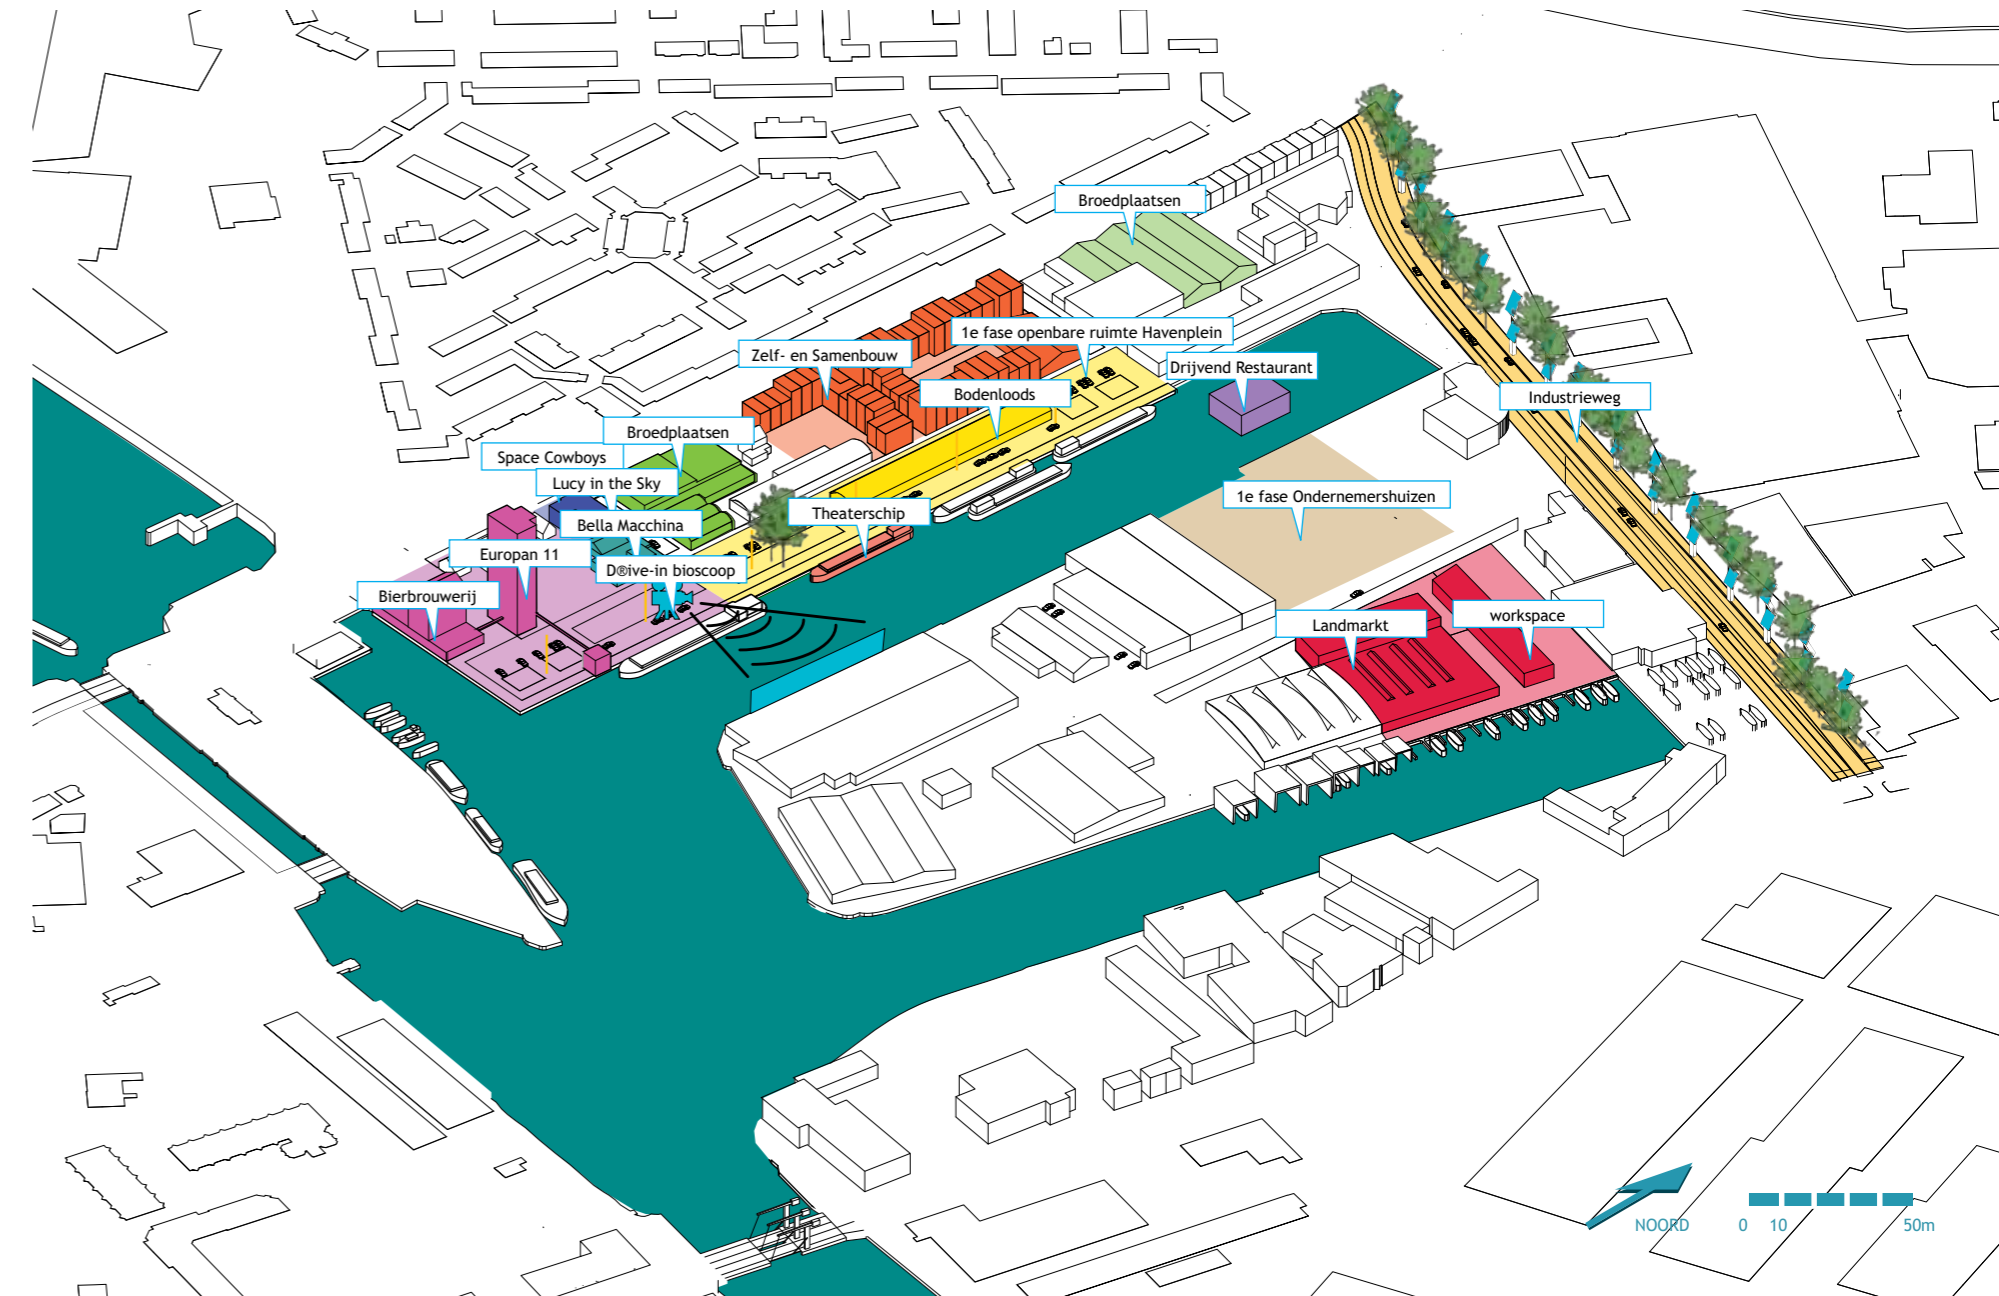 Broedplaatsen
1e fase openbare ruimte Havenplein
Zelf- en Samenbouw
Drijvend Restaurant
Bodenloods
Industrieweg
Broedplaatsen
Space Cowboys
Lucy in the Sky
1e fase Ondernemershuizen
Theaterschip
Bella Macchina
Europan 11
D®ive-in bioscoop
Bierbrouwerij
workspace
Landmarkt
NOORD
0 10 50m